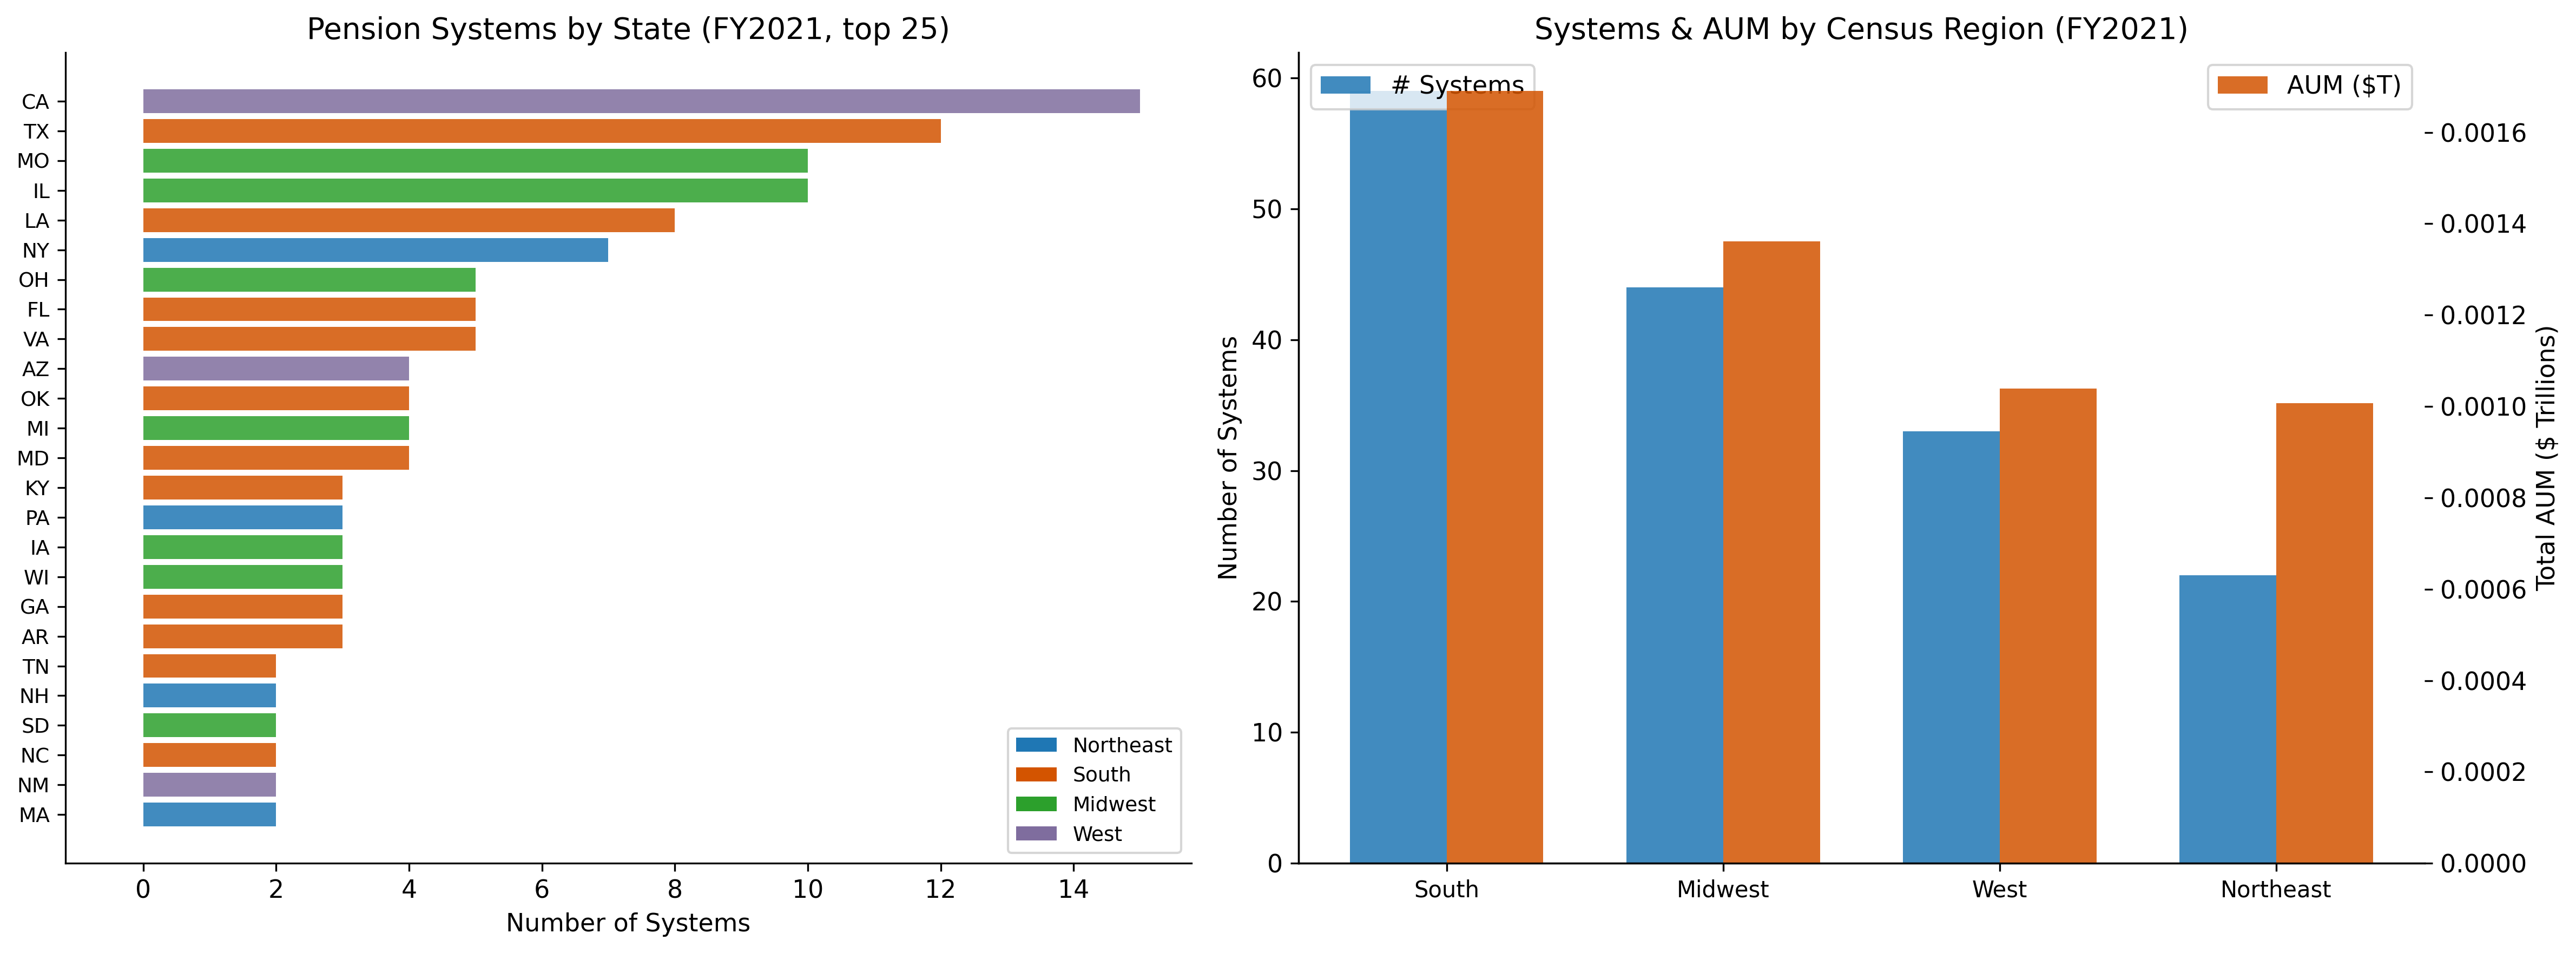 Pension Systems by State (FY2021, top 25)
CA
TX
MO
IL
LA
NY
OH
FL
VA
AZ
OK
MI
MD
KY
PA
IA
WI
GA
AR
TN
NH
SD
NC
NM
MA
Northeast
South
Midwest
West
0 2 4 6 8 10 12 14
Number of Systems
Systems & AUM by Census Region (FY2021)
# Systems
AUM ($T)
Number of Systems
60
50
40
30
20
10
0
0.0016
0.0014
0.0012
0.0010
0.0008
0.0006
0.0004
0.0002
0.0000
Total AUM ($ Trillions)
South Midwest West Northeast